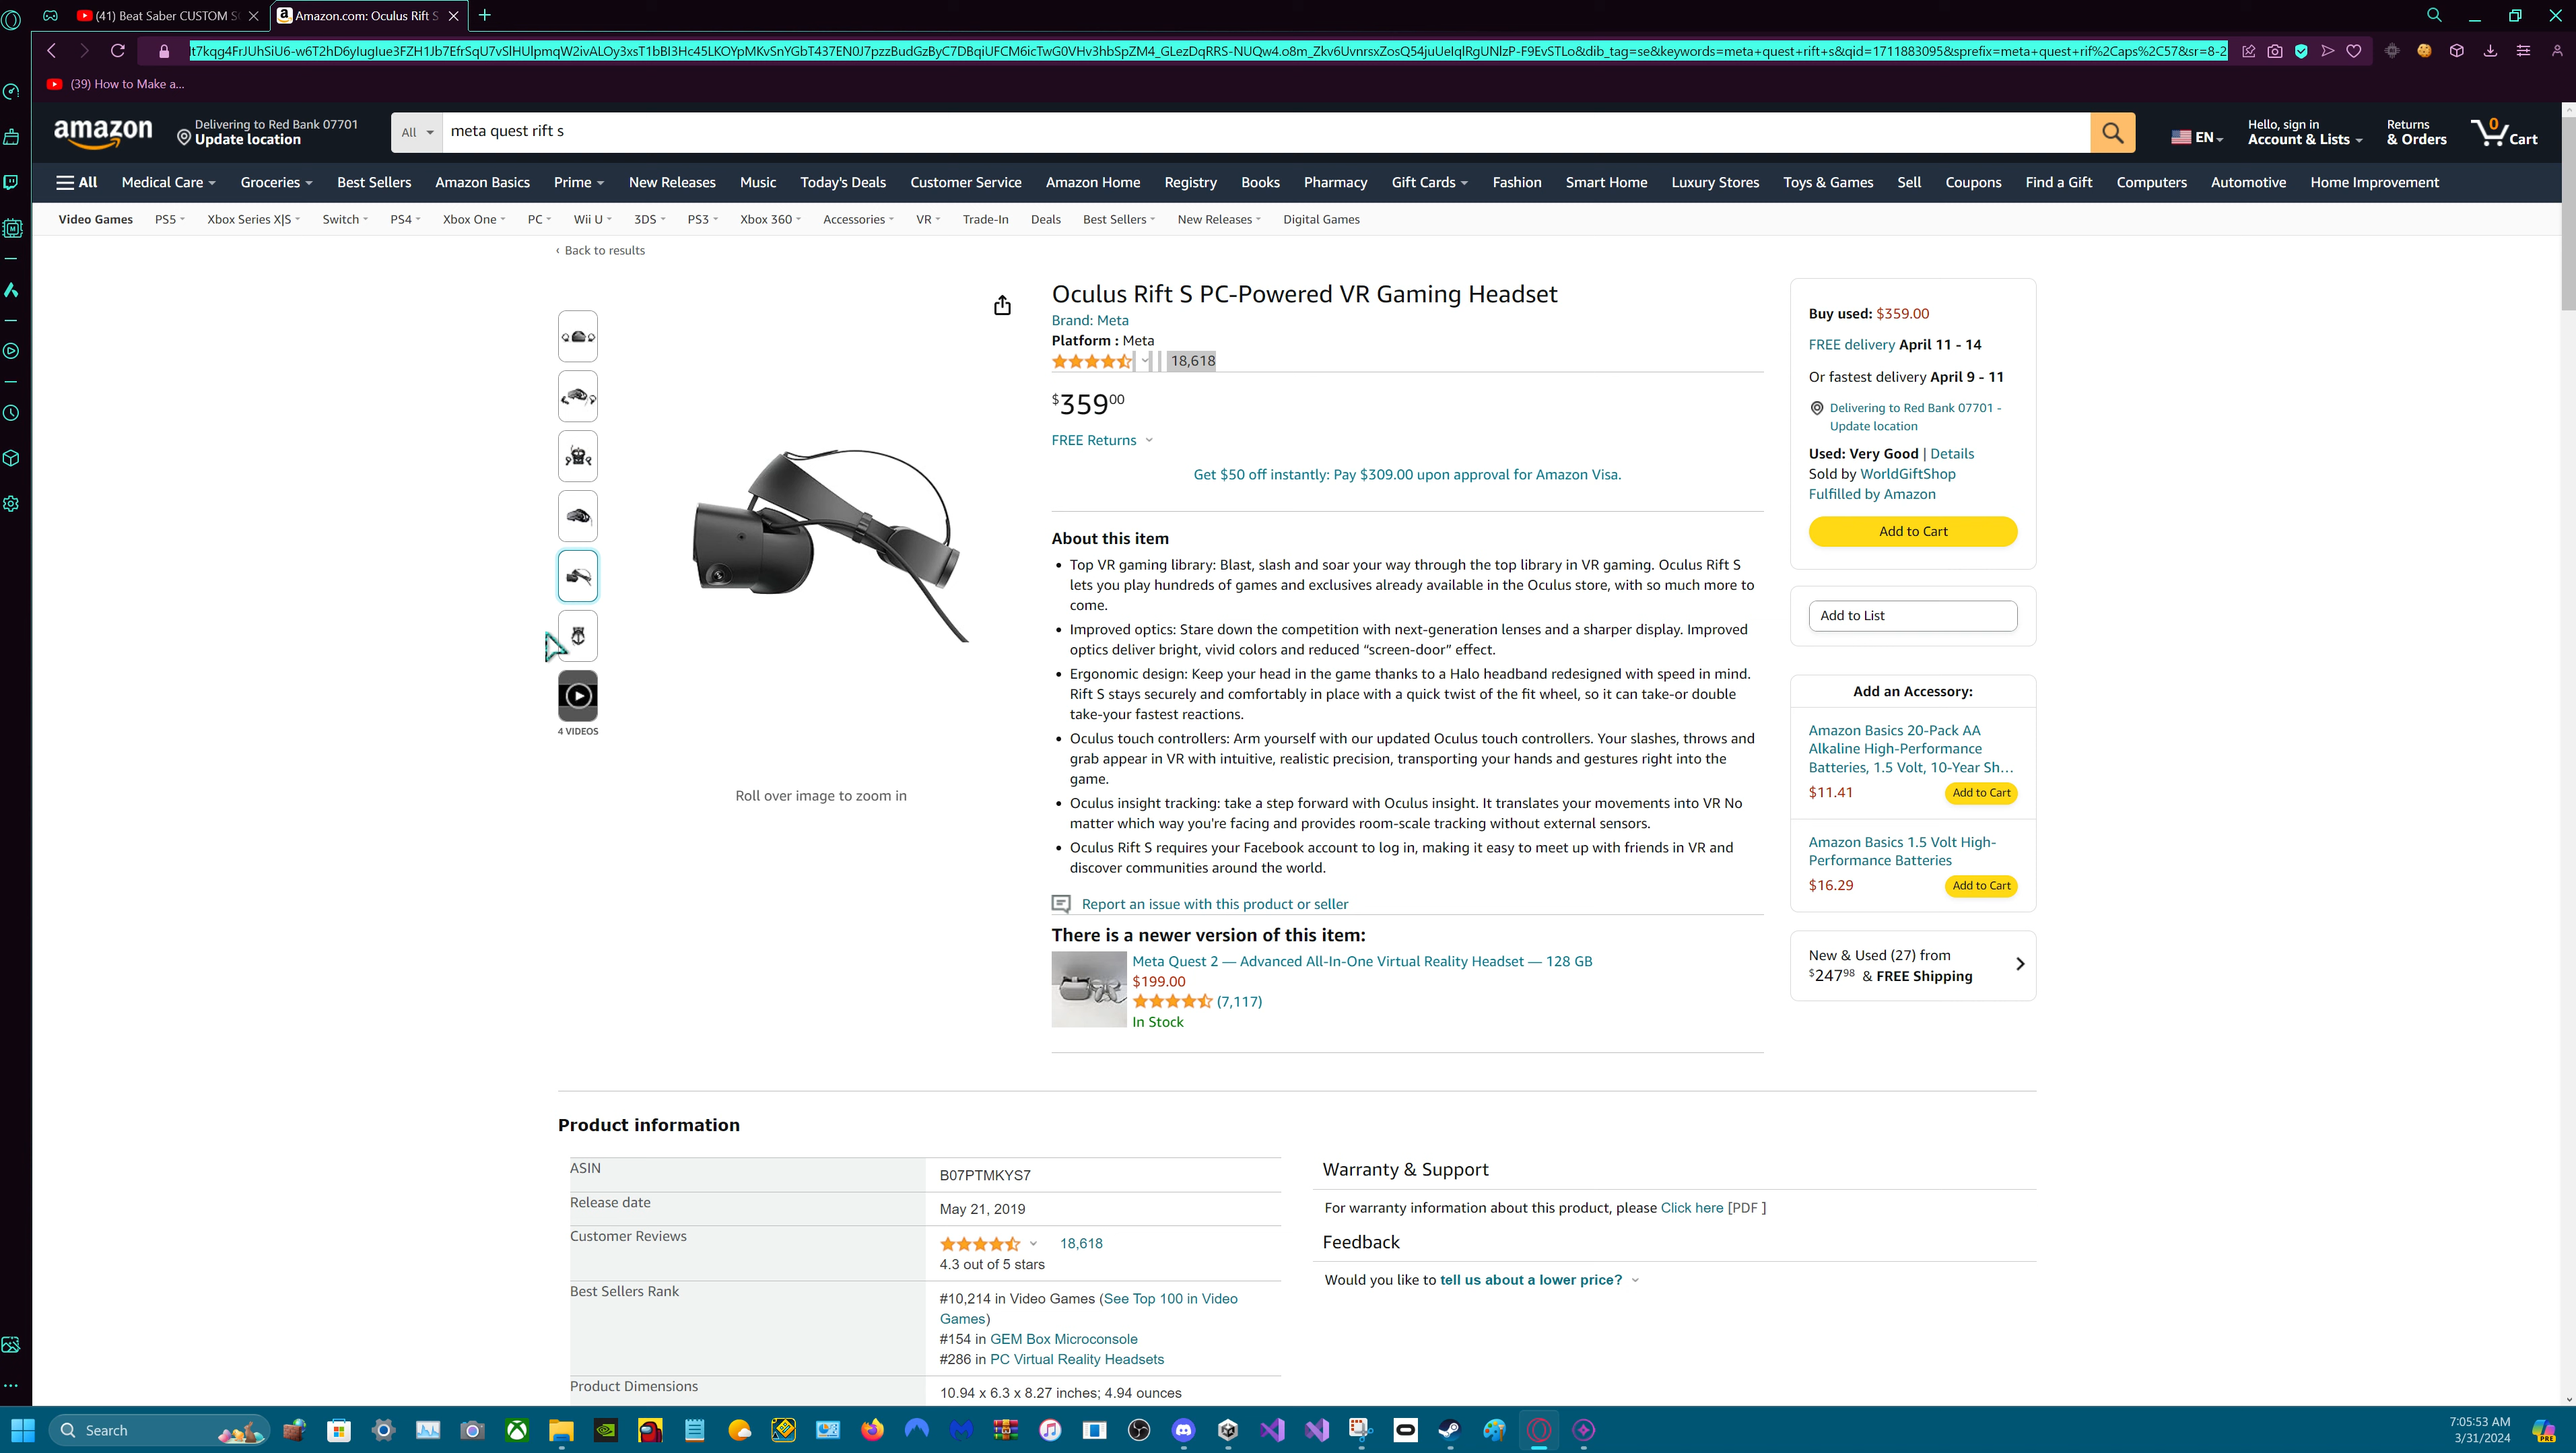 (41) Beat Saber CUSTOM S
Amazon.com: Oculus Rift S
lt7kqg4FrJUhSiU6-w6T2hD6yIugIue3FZH1Jb7EfrSqU7vSlHUlpmqW2ivALOy3xsT1bBI3Hc45LKOYpMKvSnYGbT437EN0J7pzzBudGzByC7DBqiUFCM6icTwG0VHv3hbSpZM4_GLezDqRRS-NUQw4.o8m_Zkv6UvnrsxZosQ54juUeIqlRgUNlzP-F9EvSTLo&dib_tag=se&keywords=meta+quest+rift+s&qid=1711883095&sprefix=meta+quest+rif%2Caps%2C57&sr=8-2
(39) How to Make a...
amazon
Delivering to Red Bank 07701
Update location
All
meta quest rift s
EN
Hello, sign in
Account & Lists
Returns
& Orders
0
Cart
All
Medical Care
Groceries
Best Sellers
Amazon Basics
Prime
New Releases
Music
Today's Deals
Customer Service
Amazon Home
Registry
Books
Pharmacy
Gift Cards
Fashion
Smart Home
Luxury Stores
Toys & Games
Sell
Coupons
Find a Gift
Computers
Automotive
Home Improvement
Video Games
PS5
Xbox Series X|S
Switch
PS4
Xbox One
PC
Wii U
3DS
PS3
Xbox 360
Accessories
VR
Trade-In
Deals
Best Sellers
New Releases
Digital Games
‹ Back to results
4 VIDEOS
Roll over image to zoom in
Oculus Rift S PC-Powered VR Gaming Headset
Brand: Meta
Platform : Meta
18,618
$35900
FREE Returns
Get $50 off instantly: Pay $309.00 upon approval for Amazon Visa.
About this item
• Top VR gaming library: Blast, slash and soar your way through the top library in VR gaming. Oculus Rift S
lets you play hundreds of games and exclusives already available in the Oculus store, with so much more to
come.
• Improved optics: Stare down the competition with next-generation lenses and a sharper display. Improved
optics deliver bright, vivid colors and reduced “screen-door” effect.
• Ergonomic design: Keep your head in the game thanks to a Halo headband redesigned with speed in mind.
Rift S stays securely and comfortably in place with a quick twist of the fit wheel, so it can take-or double
take-your fastest reactions.
• Oculus touch controllers: Arm yourself with our updated Oculus touch controllers. Your slashes, throws and
grab appear in VR with intuitive, realistic precision, transporting your hands and gestures right into the
game.
• Oculus insight tracking: take a step forward with Oculus insight. It translates your movements into VR No
matter which way you're facing and provides room-scale tracking without external sensors.
• Oculus Rift S requires your Facebook account to log in, making it easy to meet up with friends in VR and
discover communities around the world.
Report an issue with this product or seller
There is a newer version of this item:
Meta Quest 2 — Advanced All-In-One Virtual Reality Headset — 128 GB
$199.00
(7,117)
In Stock
Buy used: $359.00
FREE delivery April 11 - 14
Or fastest delivery April 9 - 11
Delivering to Red Bank 07701 -
Update location
Used: Very Good | Details
Sold by WorldGiftShop
Fulfilled by Amazon
Add to Cart
Add to List
Add an Accessory:
Amazon Basics 20-Pack AA
Alkaline High-Performance
Batteries, 1.5 Volt, 10-Year Sh…
$11.41
Add to Cart
Amazon Basics 1.5 Volt High-
Performance Batteries
$16.29
Add to Cart
New & Used (27) from
$24798 & FREE Shipping
Product information
ASIN
B07PTMKYS7
Release date
May 21, 2019
Customer Reviews
18,618
4.3 out of 5 stars
Best Sellers Rank
#10,214 in Video Games (See Top 100 in Video
Games)
#154 in GEM Box Microconsole
#286 in PC Virtual Reality Headsets
Product Dimensions
10.94 x 6.3 x 8.27 inches; 4.94 ounces
Warranty & Support
For warranty information about this product, please Click here [PDF ]
Feedback
Would you like to tell us about a lower price?
Search
7:05:53 AM
3/31/2024
PRE